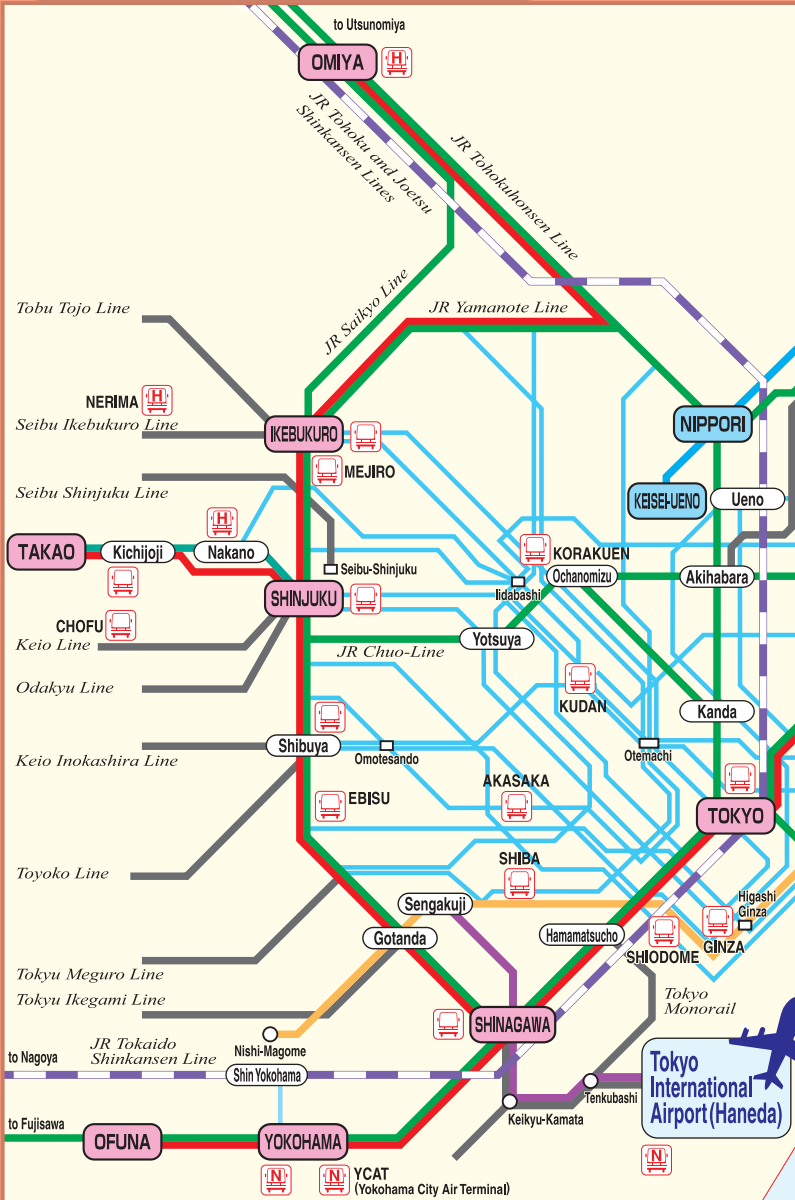 to Utsunomiya
OMIYA
H
JR Tohoku and Joetsu
Shinkansen Lines
JR Tohokuhonsen Line
JR Saikyo Line
JR Yamanote Line
Tobu Tojo Line
NERIMA
H
Seibu Ikebukuro Line
IKEBUKURO
MEJIRO
NIPPORI
Seibu Shinjuku Line
KEISEI-UENO
Ueno
H
TAKAO
Kichijoji
Nakano
Seibu-Shinjuku
KORAKUEN
Ochanomizu
Akihabara
Iidabashi
SHINJUKU
CHOFU
Keio Line
JR Chuo-Line
Yotsuya
Odakyu Line
KUDAN
Kanda
Keio Inokashira Line
Shibuya
Omotesando
Otemachi
EBISU
AKASAKA
TOKYO
Toyoko Line
SHIBA
Sengakuji
Higashi
Ginza
Gotanda
Hamamatsucho
SHIODOME
GINZA
Tokyu Meguro Line
Tokyu Ikegami Line
Tokyo
Monorail
SHINAGAWA
Nishi-Magome
JR Tokaido
Shinkansen Line
to Nagoya
Shin Yokohama
Tenkubashi
Keikyu-Kamata
Tokyo
International
Airport (Haneda)
to Fujisawa
OFUNA
YOKOHAMA
N
N
YCAT
(Yokohama City Air Terminal)
N